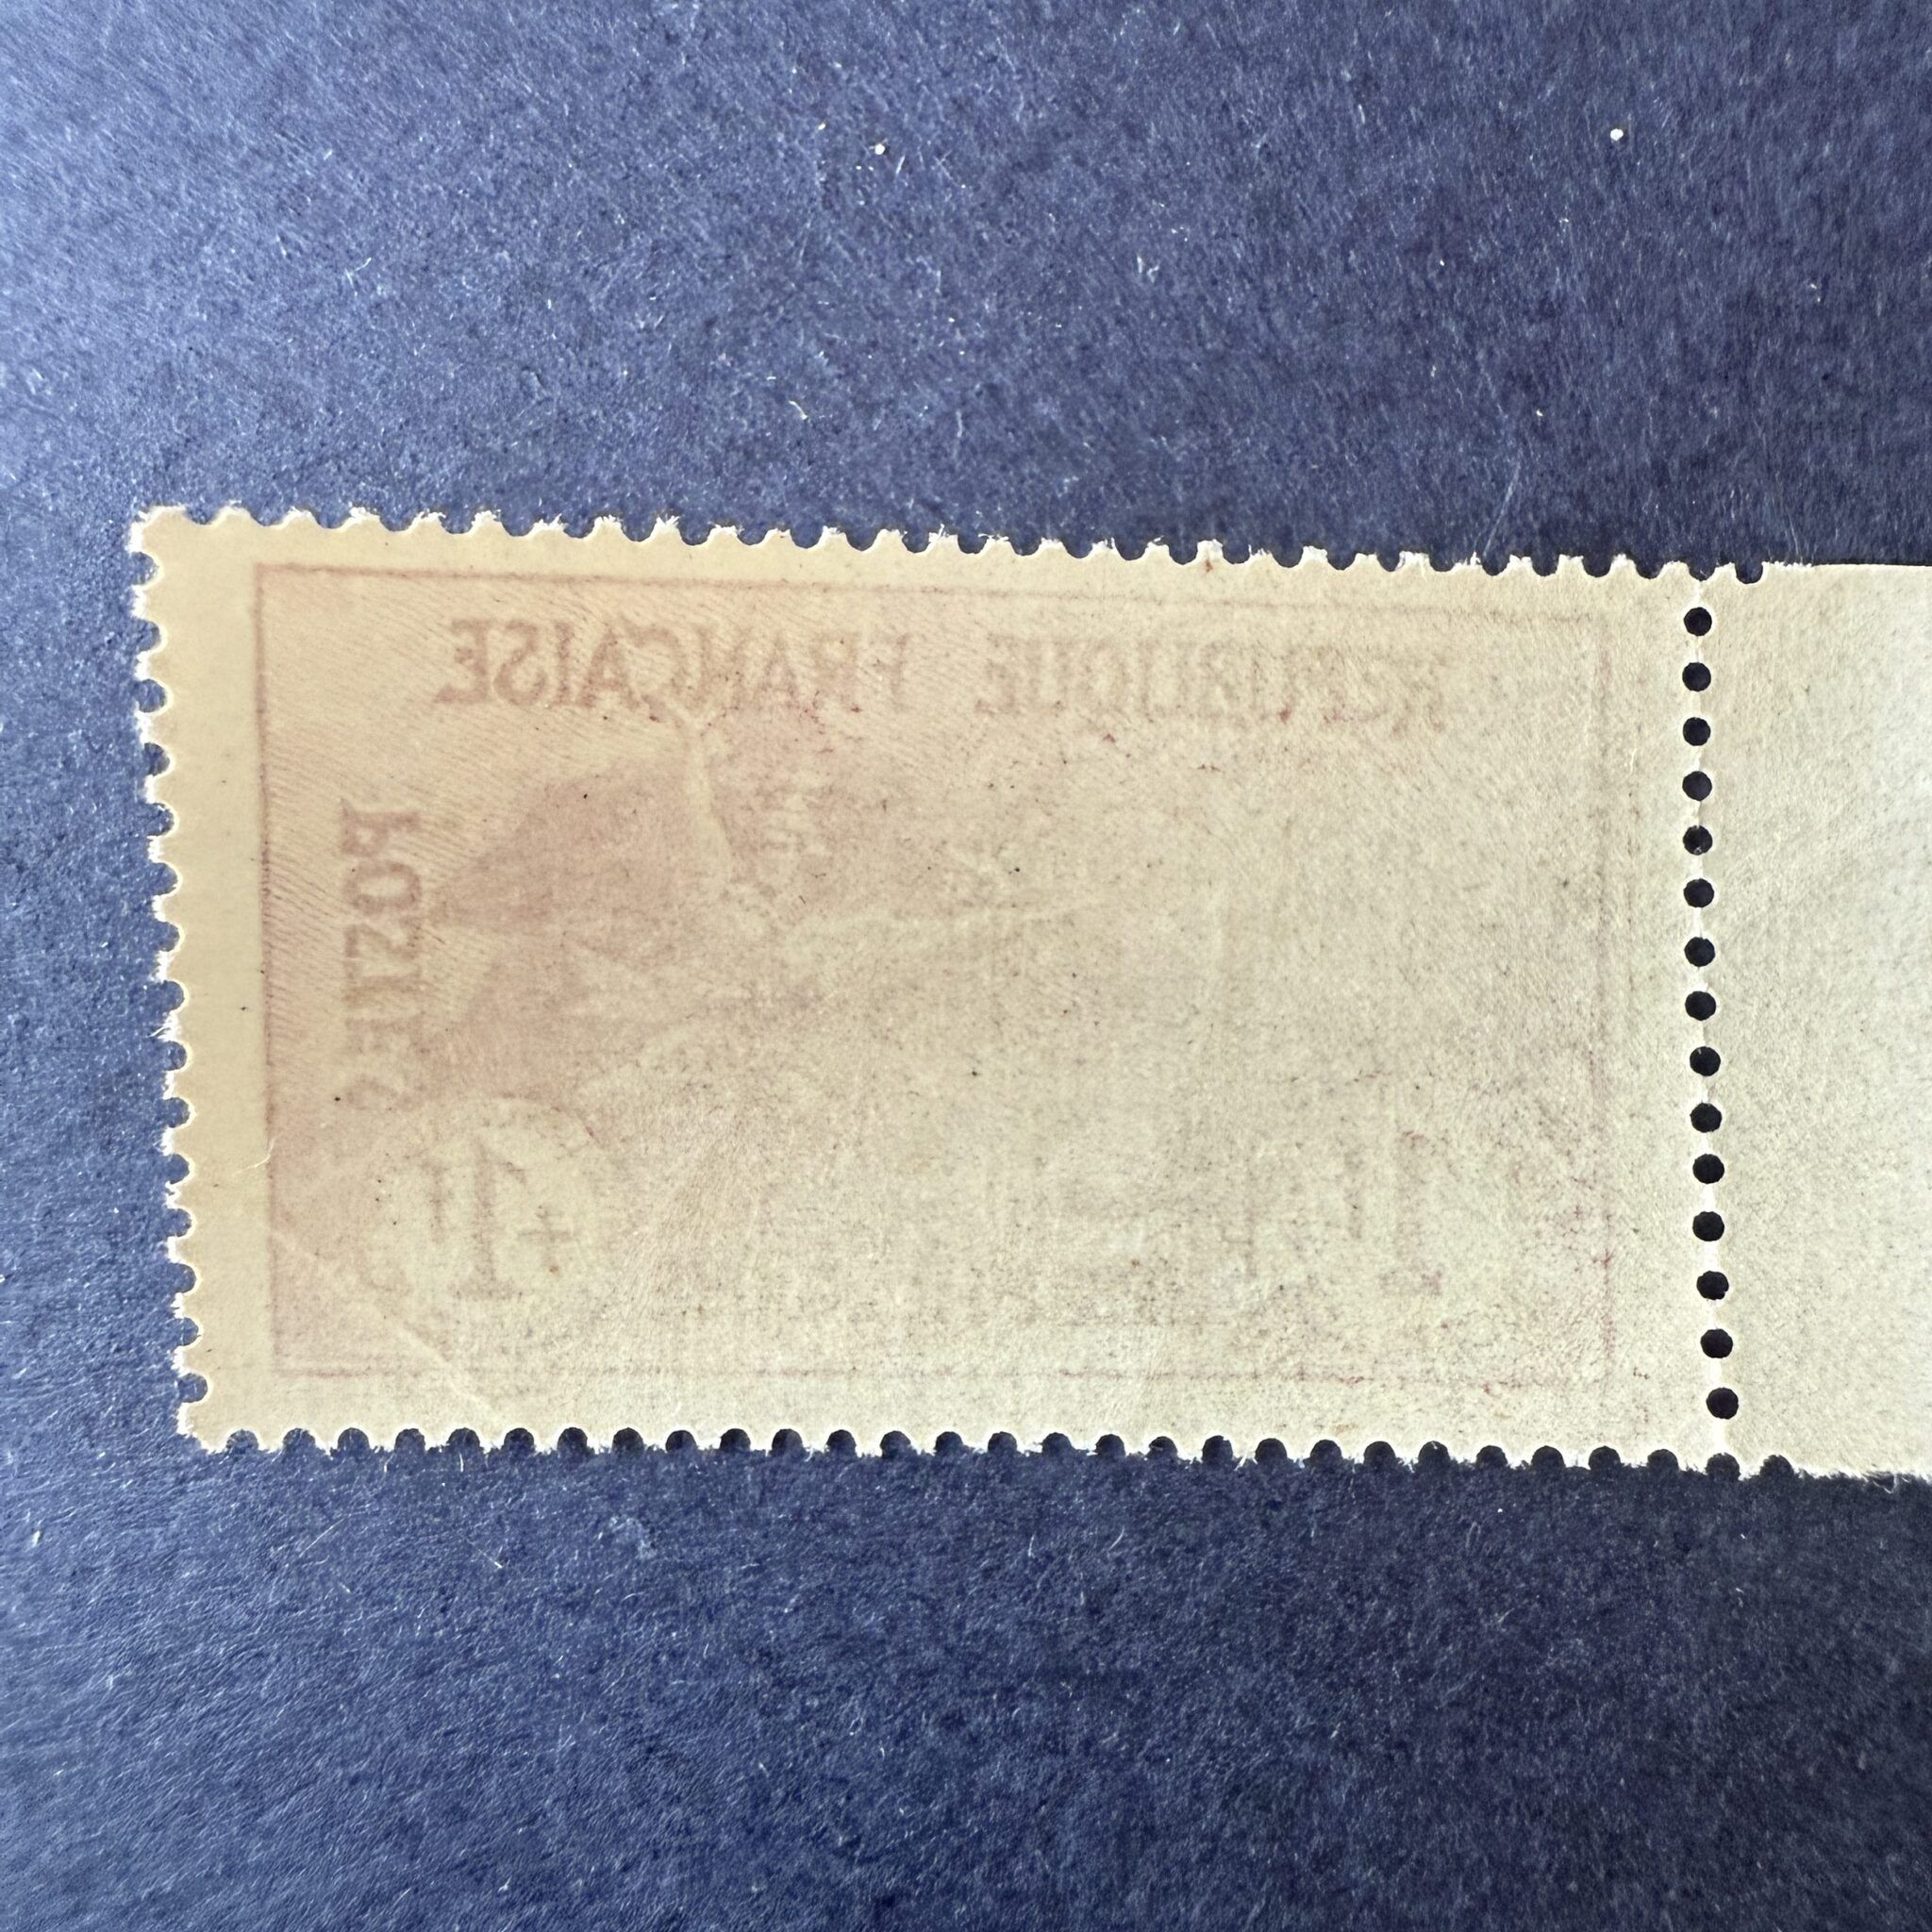 RÉPUBLIQUE FRANÇAISE
POSTES
1f
+1f